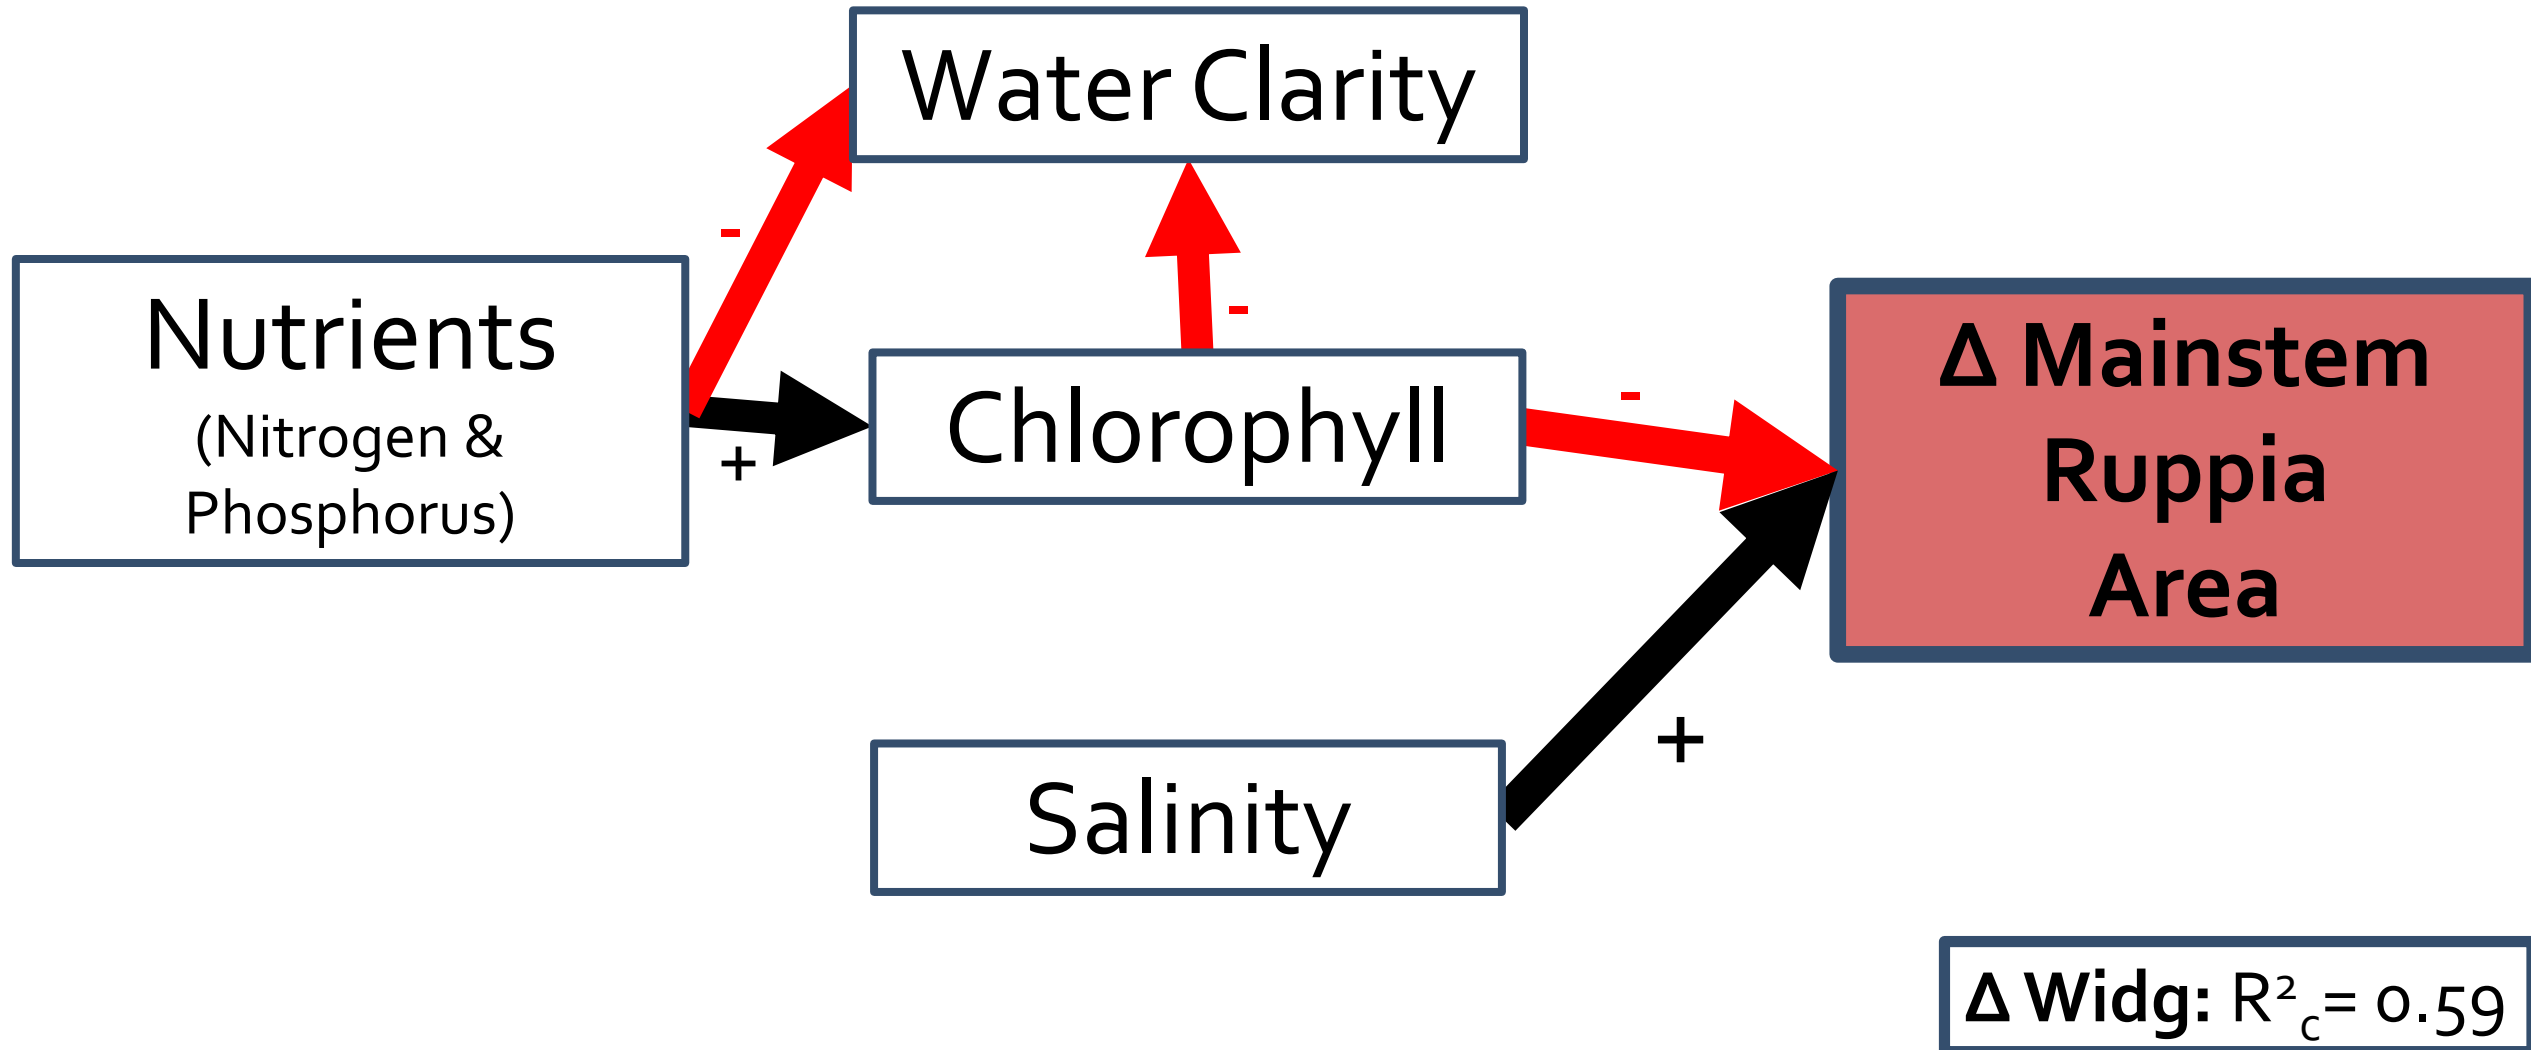 Water Clarity
-
-
Nutrients
(Nitrogen &
Phosphorus)
+
Chlorophyll
-
Δ Mainstem
Ruppia
Area
+
Salinity
Δ Widg: R²c= 0.59